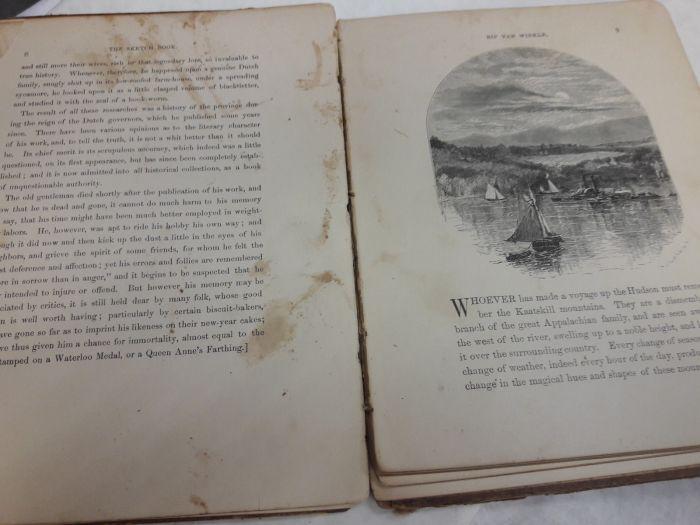 8
THE SKETCH BOOK.
and still more their wives, rich in that legendary lore, so invaluable to
true history. Whenever, therefore, he happened upon a genuine Dutch
family, snugly shut up in its low-roofed farm-house, under a spreading
sycamore, he looked upon it as a little clasped volume of blackletter,
and studied it with the zeal of a book-worm.
The result of all these researches was a history of the province dur-
ing the reign of the Dutch governors, which he published some years
since. There have been various opinions as to the literary character
of his work, and, to tell the truth, it is not a whit better than it should
be. Its chief merit is its scrupulous accuracy, which indeed was a little
questioned, on its first appearance, but has since been completely estab-
lished; and it is now admitted into all historical collections, as a book
of unquestionable authority.
The old gentleman died shortly after the publication of his work, and
ow that he is dead and gone, it cannot do much harm to his memory
say, that his time might have been much better employed in weight-
labors. He, however, was apt to ride his hobby his own way; and
ugh it did now and then kick up the dust a little in the eyes of his
ghbors, and grieve the spirit of some friends, for whom he felt the
st deference and affection; yet his errors and follies are remembered
ore in sorrow than in anger," and it begins to be suspected that he
r intended to injure or offend. But however his memory may be
ciated by critics, it is still held dear by many folk, whose good
n is well worth having; particularly by certain biscuit-bakers,
ave gone so far as to imprint his likeness on their new-year cakes;
ve thus given him a chance for immortality, almost equal to the
tamped on a Waterloo Medal, or a Queen Anne's Farthing.]
RIP VAN WINKLE.
9
WHOEVER has made a voyage up the Hudson must reme
ber the Kaatskill mountains. They are a dismem
branch of the great Appalachian family, and are seen aw
the west of the river, swelling up to a noble height, and
it over the surrounding country. Every change of seaso
change of weather, indeed every hour of the day, produ
change in the magical hues and shapes of these moun